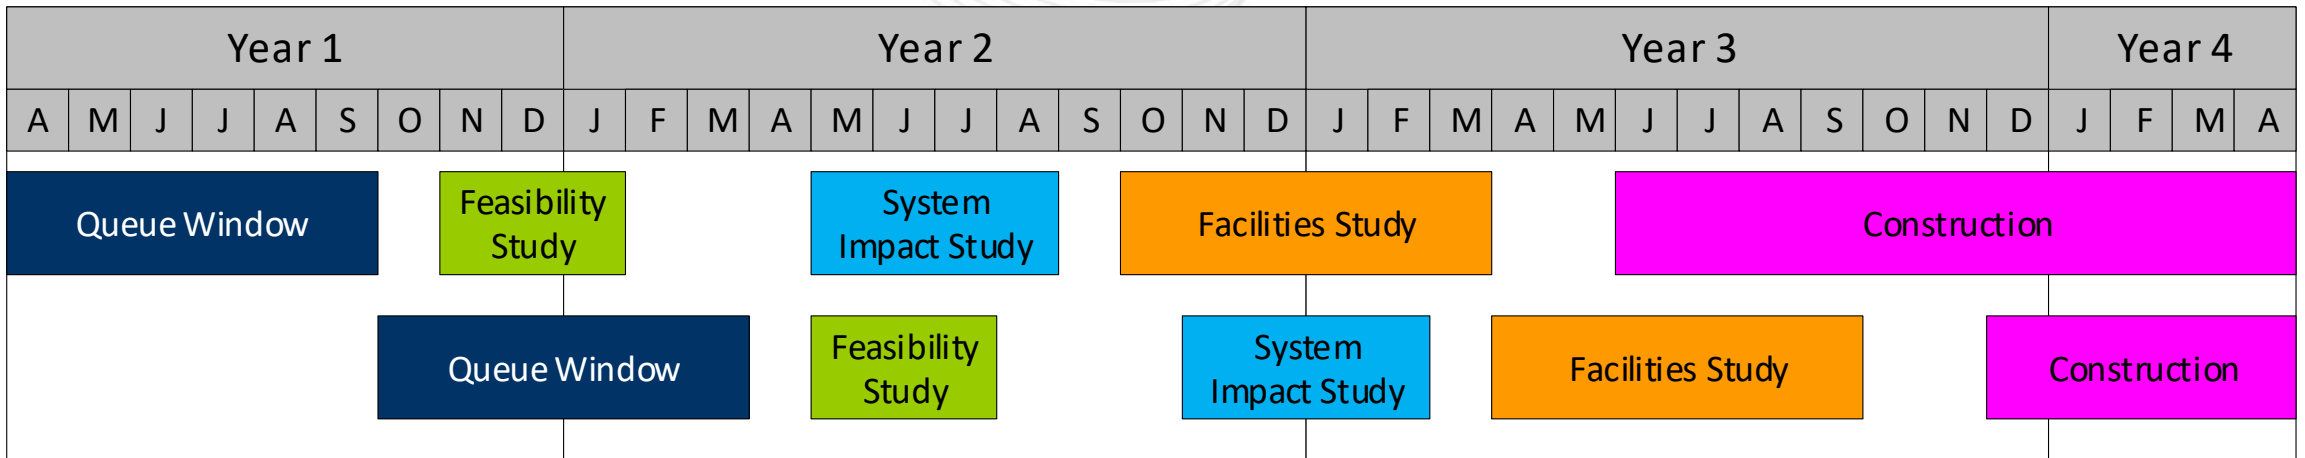 Year 1 Year 2 Year 3 Year 4
A M J J A S O N D J F M A M J J A S O N D J F M A M J J A S O N D J F M A
Queue Window
Feasibility
Study
System
Impact Study
Facilities Study
Construction
Queue Window
Feasibility
Study
System
Impact Study
Facilities Study
Construction